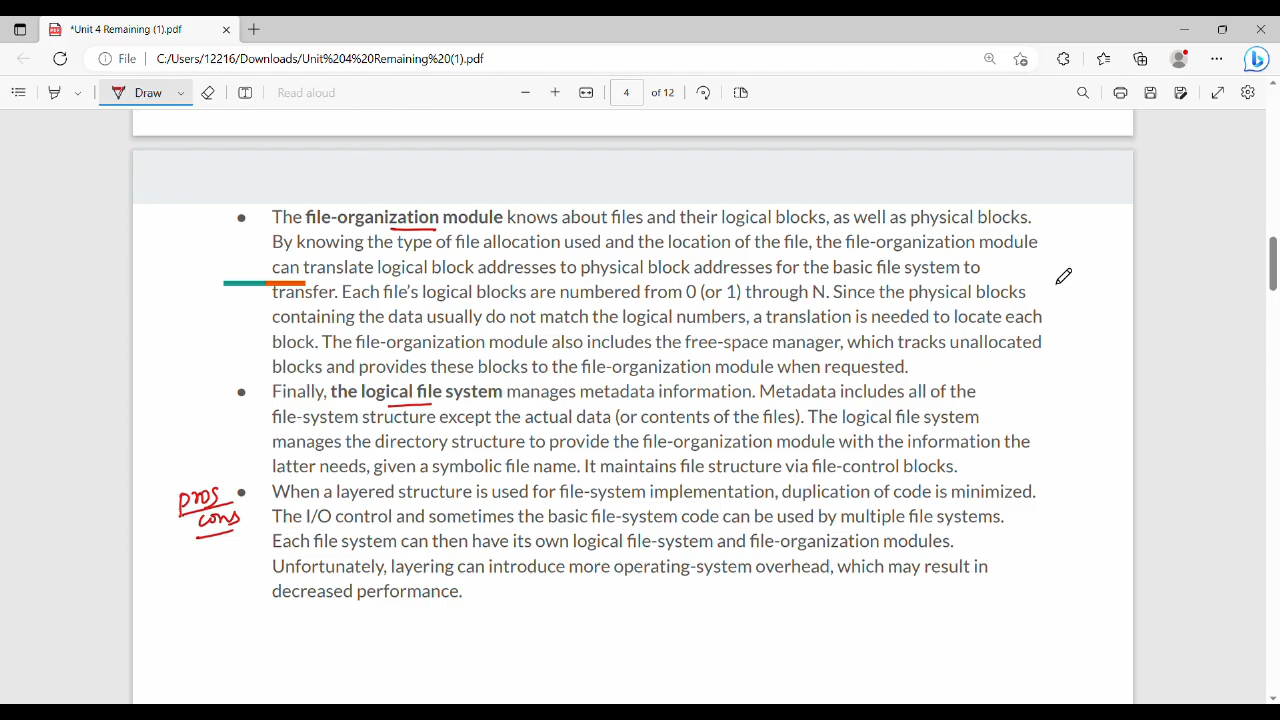 *Unit 4 Remaining (1).pdf
File C:/Users/12216/Downloads/Unit%204%20Remaining%20(1).pdf
Draw Read aloud 4 of 12
The file-organization module knows about files and their logical blocks, as well as physical blocks.
By knowing the type of file allocation used and the location of the file, the file-organization module
can translate logical block addresses to physical block addresses for the basic file system to
transfer. Each file's logical blocks are numbered from 0 (or 1) through N. Since the physical blocks
containing the data usually do not match the logical numbers, a translation is needed to locate each
block. The file-organization module also includes the free-space manager, which tracks unallocated
blocks and provides these blocks to the file-organization module when requested.
Finally, the logical file system manages metadata information. Metadata includes all of the
file-system structure except the actual data (or contents of the files). The logical file system
manages the directory structure to provide the file-organization module with the information the
latter needs, given a symbolic file name. It maintains file structure via file-control blocks.
pros
cons
When a layered structure is used for file-system implementation, duplication of code is minimized.
The I/O control and sometimes the basic file-system code can be used by multiple file systems.
Each file system can then have its own logical file-system and file-organization modules.
Unfortunately, layering can introduce more operating-system overhead, which may result in
decreased performance.